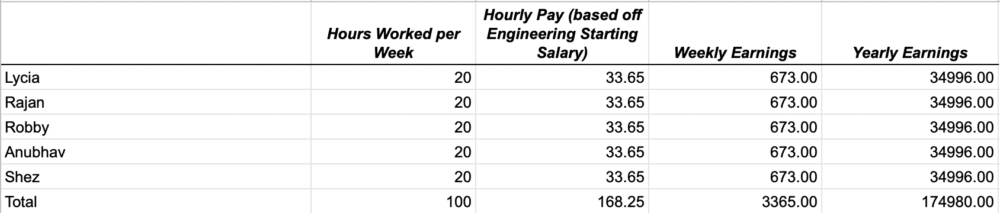 Hours Worked per Week Hourly Pay (based off Engineering Starting Salary) Weekly Earnings Yearly Earnings
Lycia 20 33.65 673.00 34996.00
Rajan 20 33.65 673.00 34996.00
Robby 20 33.65 673.00 34996.00
Anubhav 20 33.65 673.00 34996.00
Shez 20 33.65 673.00 34996.00
Total 100 168.25 3365.00 174980.00